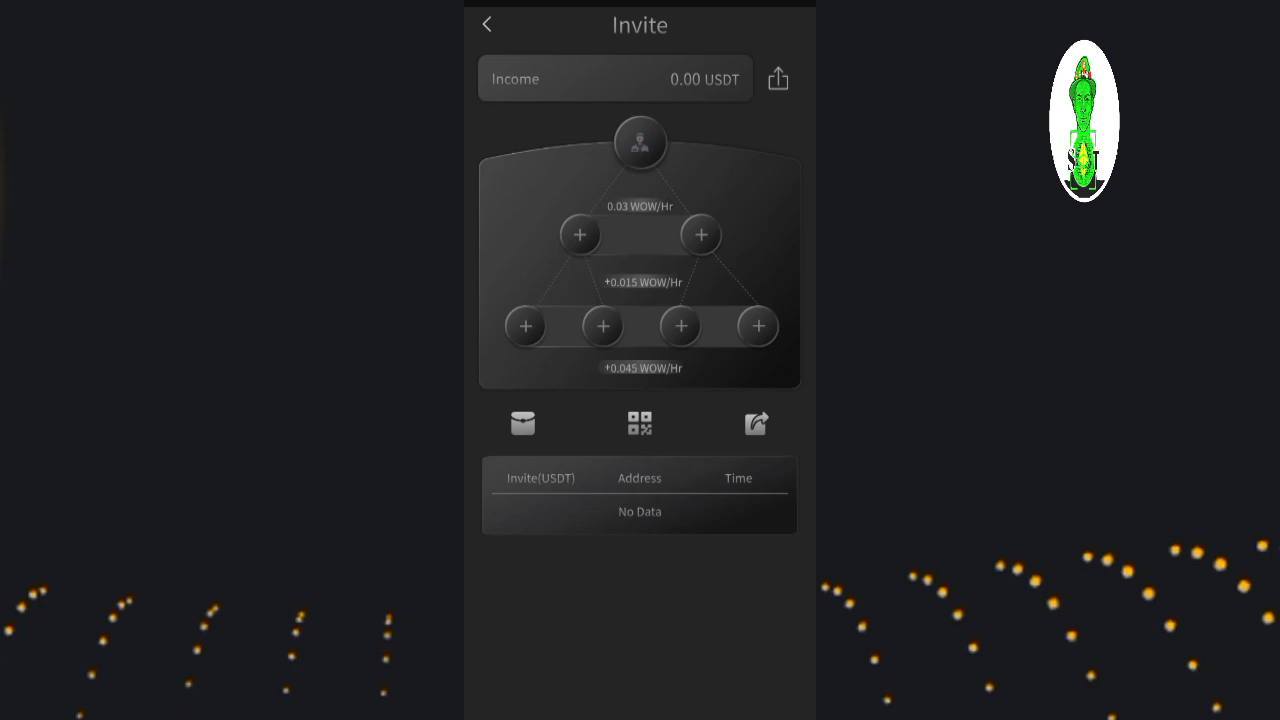 Invite
Income 0.00 USDT
0.03 WOW/Hr
+0.015 WOW/Hr
+0.045 WOW/Hr
Invite(USDT) Address Time
No Data